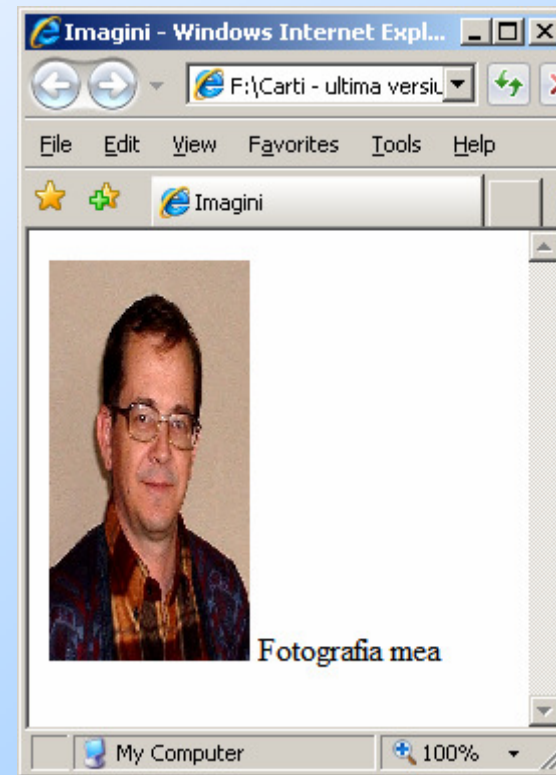 Imagini - Windows Internet Expl...
F:\Carti - ultima versiu
File Edit View Favorites Tools Help
Imagini
Fotografia mea
My Computer 100%